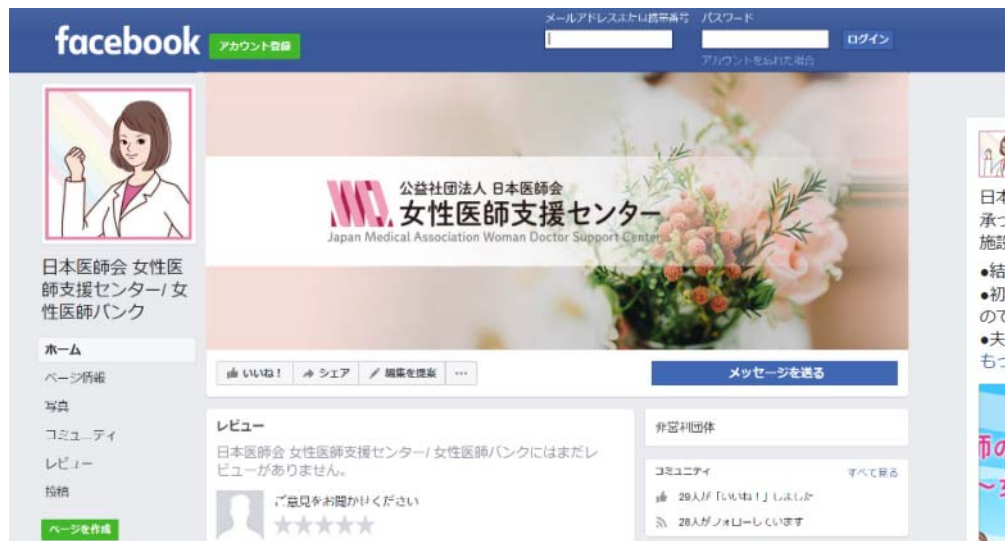 facebook
アカウント登録
メールアドレスまたは携帯番号 パスワード
ログイン
アカウントを忘れた場合
公益社団法人 日本医師会
女性医師支援センター
Japan Medical Association Woman Doctor Support Center
日本医師会 女性医
師支援センター/ 女
性医師バンク
ホーム
ページ情報
写真
コミュニティ
レビュー
投稿
ページを作成
いいね! シェア 編集を提案 ...
メッセージを送る
レビュー
日本医師会 女性医師支援センター/ 女性医師バンクにはまだレ
ビューがありません。
ご意見をお聞かせください
非営利団体
コミュニティ すべて見る
29人が「いいね!」しました
28人がフォローしています
日本
承っ
施設
●結
●初
ので
●夫
もっ
師の